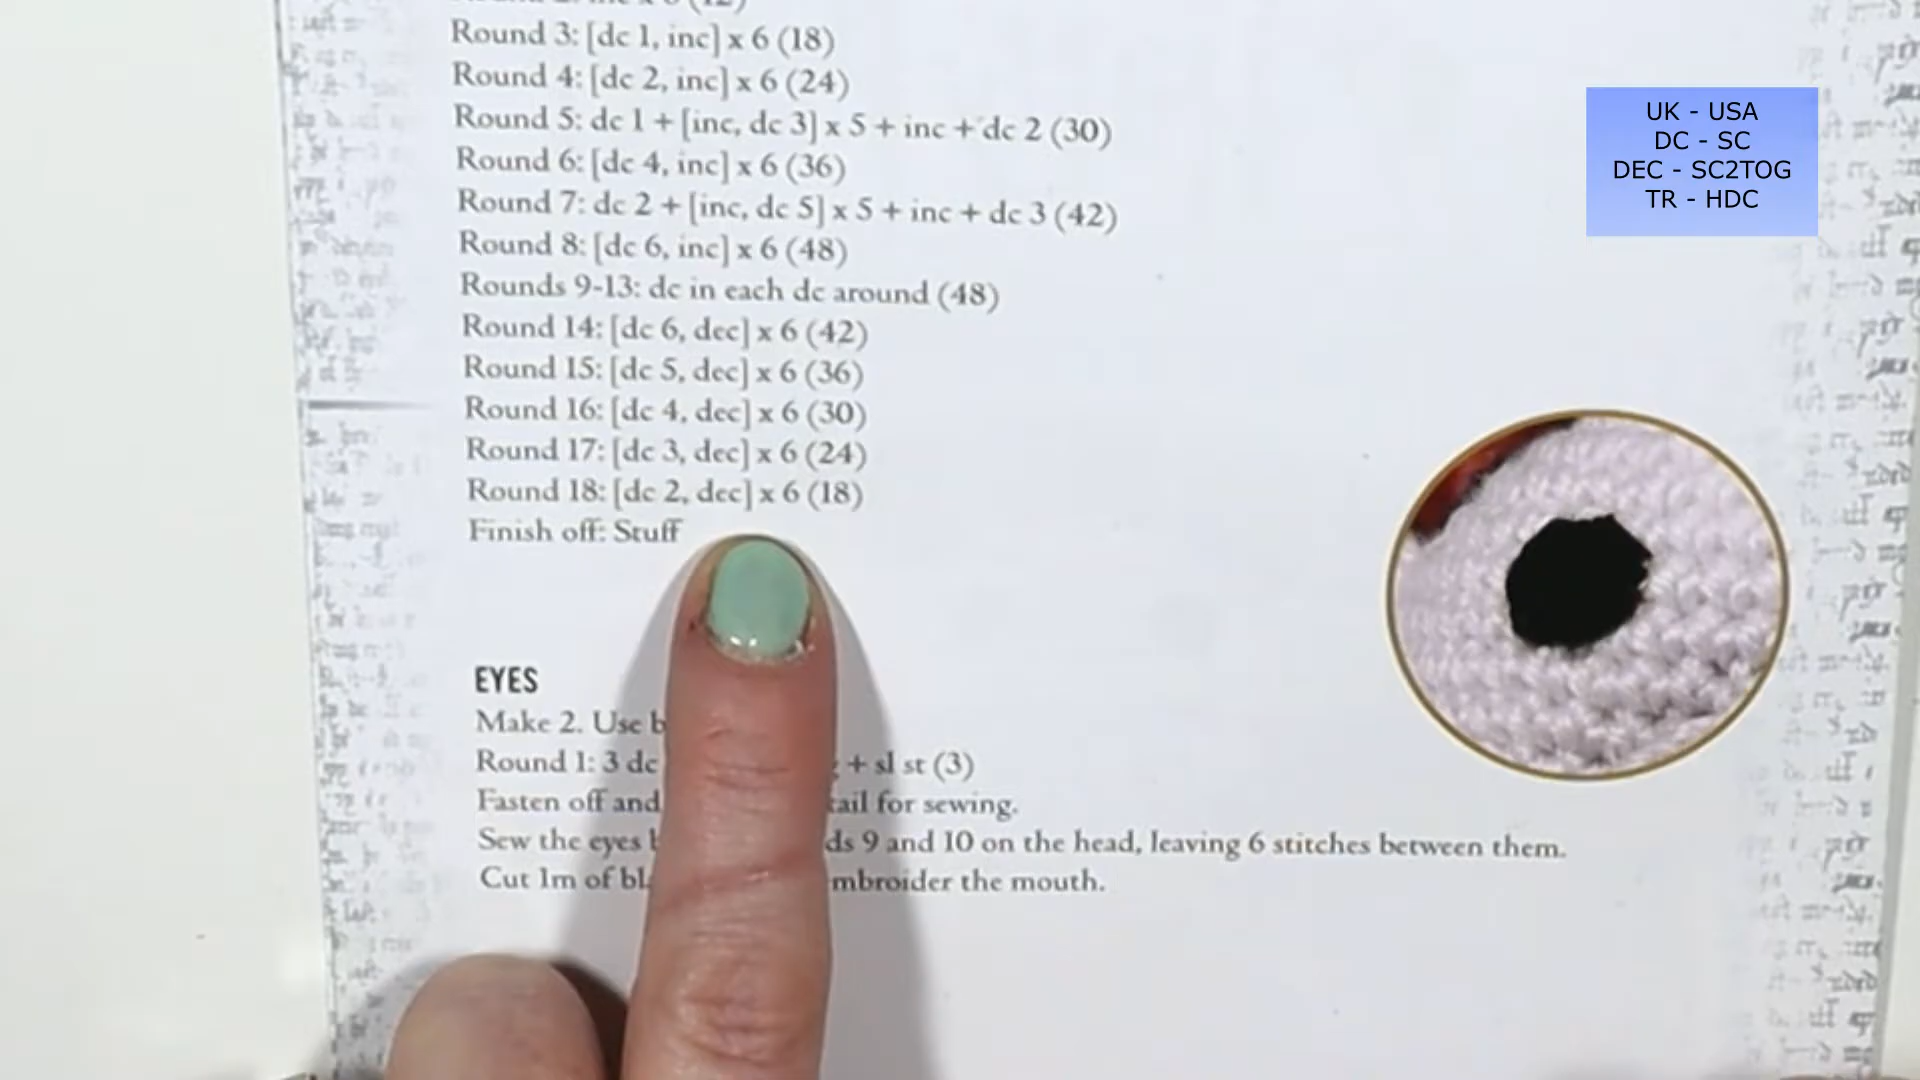 Round 3: [dc 1, inc] x 6 (18)
Round 4: [dc 2, inc] x 6 (24)
Round 5: dc 1 + [inc, dc 3] x 5 + inc + dc 2 (30)
Round 6: [dc 4, inc] x 6 (36)
Round 7: dc 2 + [inc, dc 5] x 5 + inc + dc 3 (42)
Round 8: [dc 6, inc] x 6 (48)
Rounds 9-13: dc in each dc around (48)
Round 14: [dc 6, dec] x 6 (42)
Round 15: [dc 5, dec] x 6 (36)
Round 16: [dc 4, dec] x 6 (30)
Round 17: [dc 3, dec] x 6 (24)
Round 18: [dc 2, dec] x 6 (18)
Finish off: Stuff
EYES
Make 2. Use
Round 1: 3 dc + sl st (3)
Fasten off and tail for sewing.
Sew the eyes 9 and 10 on the head, leaving 6 stitches between them.
Cut 1m of embroider the mouth.
UK - USA
DC - SC
DEC - SC2TOG
TR - HDC